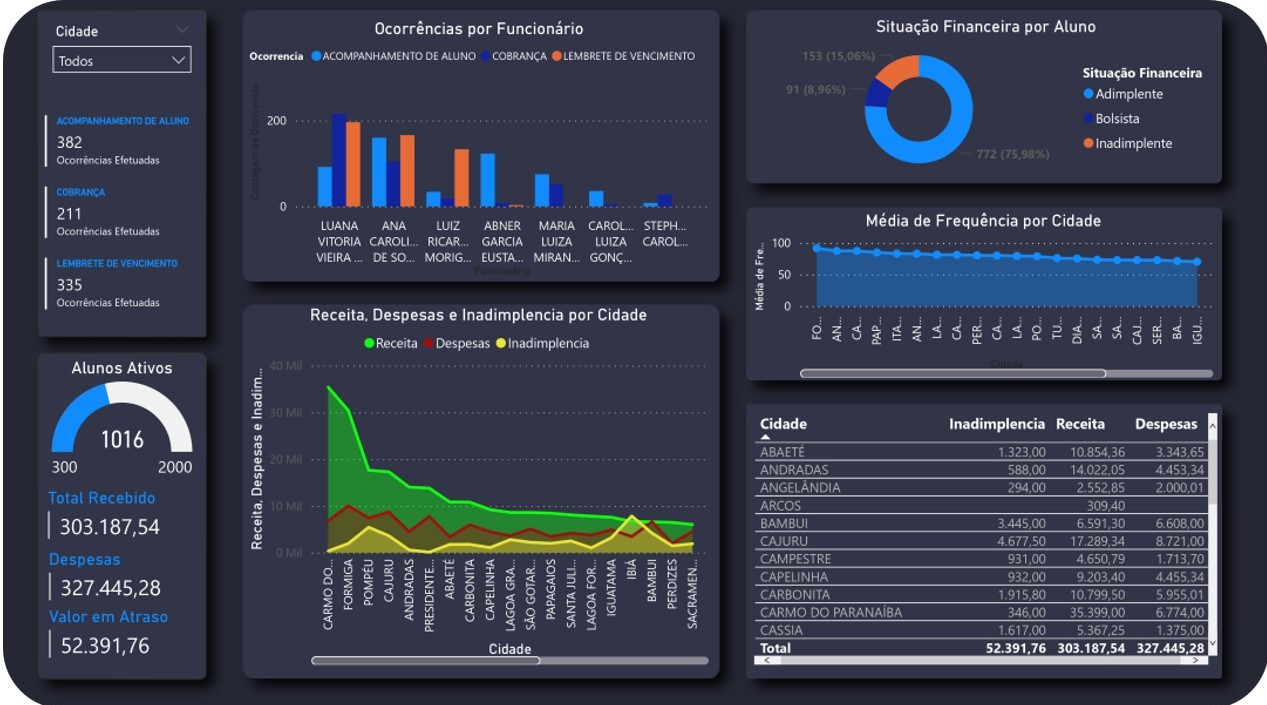 Cidade
Todos
ACOMPANHAMENTO DE ALUNO
382
Ocorrências Efetuadas
COBRANÇA
211
Ocorrências Efetuadas
LEMBRETE DE VENCIMENTO
335
Ocorrências Efetuadas
Alunos Ativos
1016
300 2000
Total Recebido
303.187,54
Despesas
327.445,28
Valor em Atraso
52.391,76
Ocorrências por Funcionário
Ocorrencia ACOMPANHAMENTO DE ALUNO COBRANÇA LEMBRETE DE VENCIMENTO
Contagem de Ocorrencia
200
0
LUANA VITORIA VIEIRA ...
ANA CAROLI... DE SO...
LUIZ RICAR... MORIG...
ABNER GARCIA EUSTA...
MARIA LUIZA MIRAN...
CAROL... LUIZA GONÇ...
STEPH... CAROL...
Funcionário
Receita, Despesas e Inadimplencia por Cidade
Receita Despesas Inadimplencia
Receita, Despesas e Inadim...
40 Mil
30 Mil
20 Mil
10 Mil
0 Mil
CARMO DO...
FORMIGA
POMPÉU
CAJURU
ANDRADAS
PRESIDENTE...
ABAETÉ
CARBONITA
CAPELINHA
LAGOA GRA...
SÃO GOTAR...
PAPAGAIOS
SANTA JULI...
LAGOA FOR...
IGUATAMA
IBIÁ
BAMBUI
PERDIZES
SACRAMEN...
Cidade
Situação Financeira por Aluno
153 (15,06%)
91 (8,96%)
772 (75,98%)
Situação Financeira
Adimplente
Bolsista
Inadimplente
Média de Frequência por Cidade
Média de Fre...
100
50
0
FO...
AN...
CA...
PAP...
ITA...
AN...
LA...
CA...
PER...
CA...
LA...
PO...
TU...
DIA...
SA...
SA...
CAJ...
SER...
BA...
IGU...
Cidade
Cidade Inadimplencia Receita Despesas
ABAETÉ 1.323,00 10.854,36 3.343,65
ANDRADAS 588,00 14.022,05 4.453,34
ANGELÂNDIA 294,00 2.552,85 2.000,01
ARCOS 309,40
BAMBUI 3.445,00 6.591,30 6.608,00
CAJURU 4.677,50 17.289,34 8.721,00
CAMPESTRE 931,00 4.650,79 1.713,70
CAPELINHA 932,00 9.203,40 4.455,34
CARBONITA 1.915,80 10.799,50 5.955,01
CARMO DO PARANAÍBA 346,00 35.399,00 6.774,00
CASSIA 1.617,00 5.367,25 1.375,00
Total 52.391,76 303.187,54 327.445,28